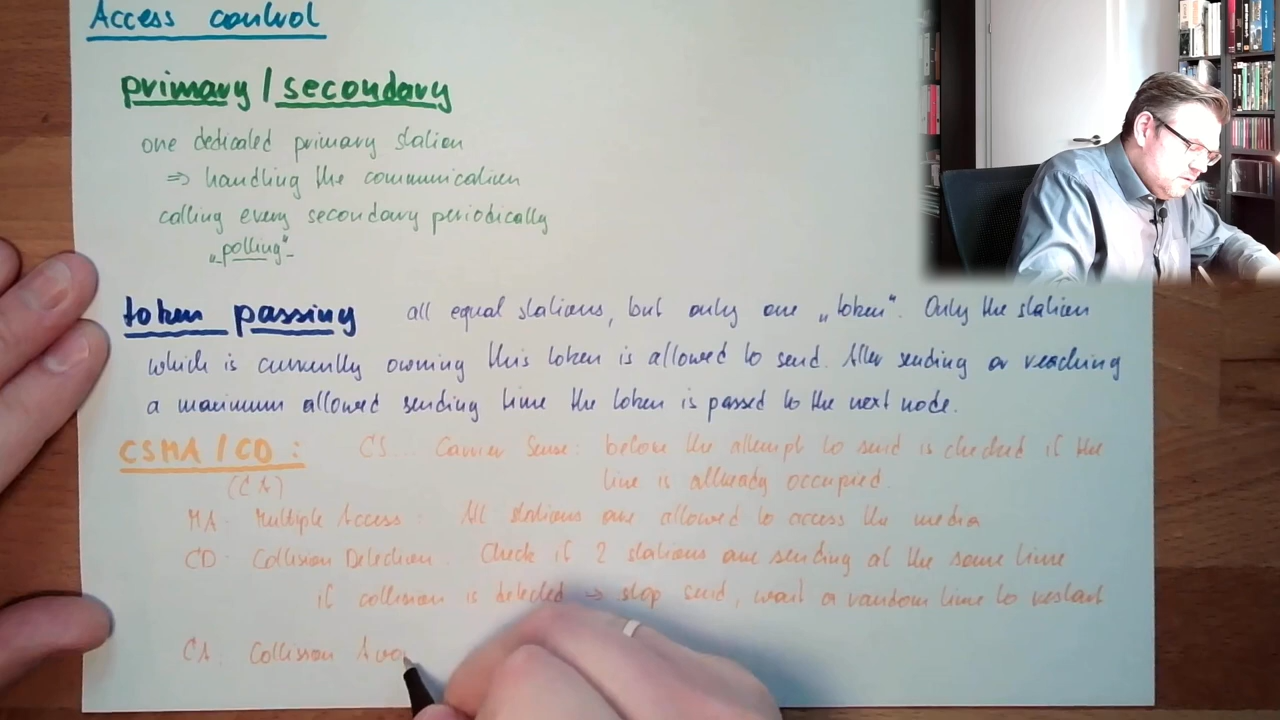 Access control
primary / secondary
one dedicated primary station
⇒ handling the communication
calling every secondary periodically
„polling"
token passing all equal stations, but only one „token". Only the station
which is currently owning this token is allowed to send. After sending or reaching
a maximum allowed sending time the token is passed to the next node.
CSMA / CD : CS... Carrier Sense: before the attempt to send is checked if the
(CA) line is allready occupied.
MA: Multiple Access: All stations are allowed to access the media
CD: Collision Detection: Check if 2 stations are sending at the same time
if collision is detected → stop send, wait a random time to restart
CA: Collision Avo